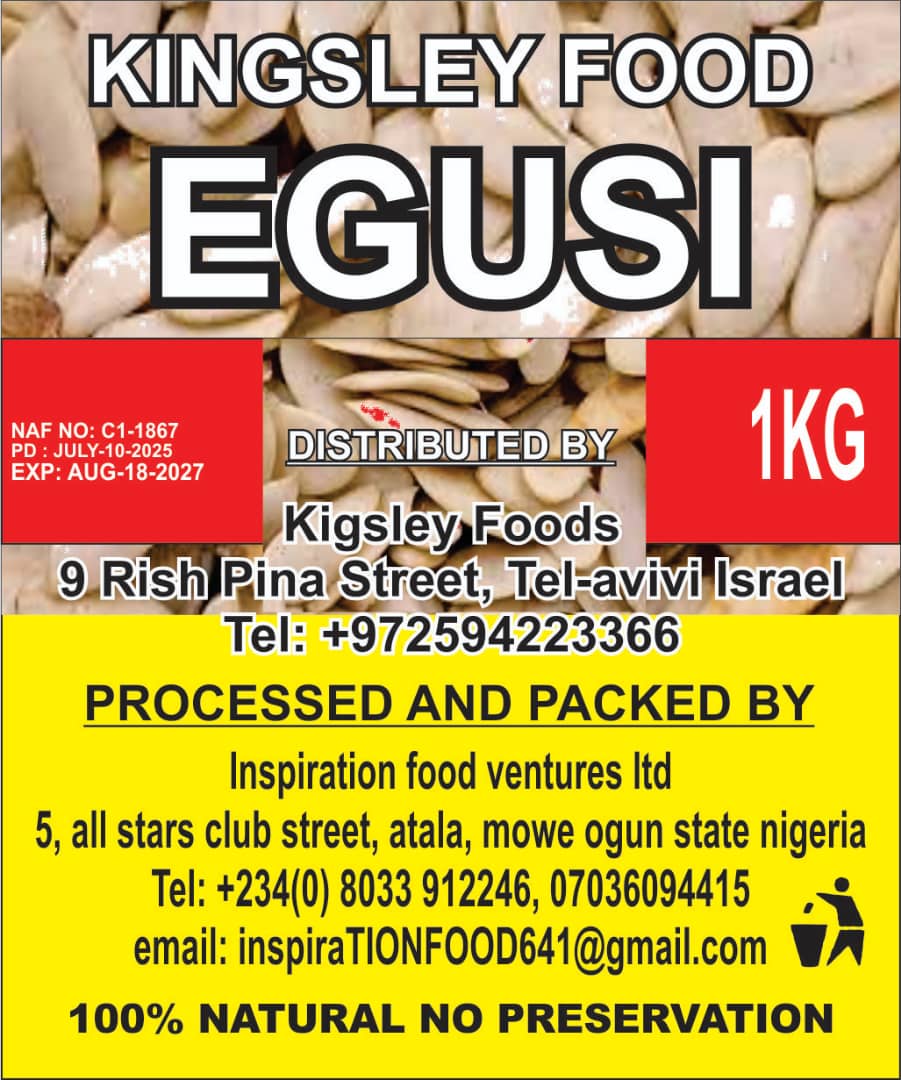 KINGSLEY FOOD
EGUSI
NAF NO: C1-1867
PD : JULY-10-2025
EXP: AUG-18-2027
DISTRIBUTED BY
1KG
Kigsley Foods
9 Rish Pina Street, Tel-avivi Israel
Tel: +972594223366
PROCESSED AND PACKED BY
Inspiration food ventures ltd
5, all stars club street, atala, mowe ogun state nigeria
Tel: +234(0) 8033 912246, 07036094415
email: inspiraTIONFOOD641@gmail.com
100% NATURAL NO PRESERVATION